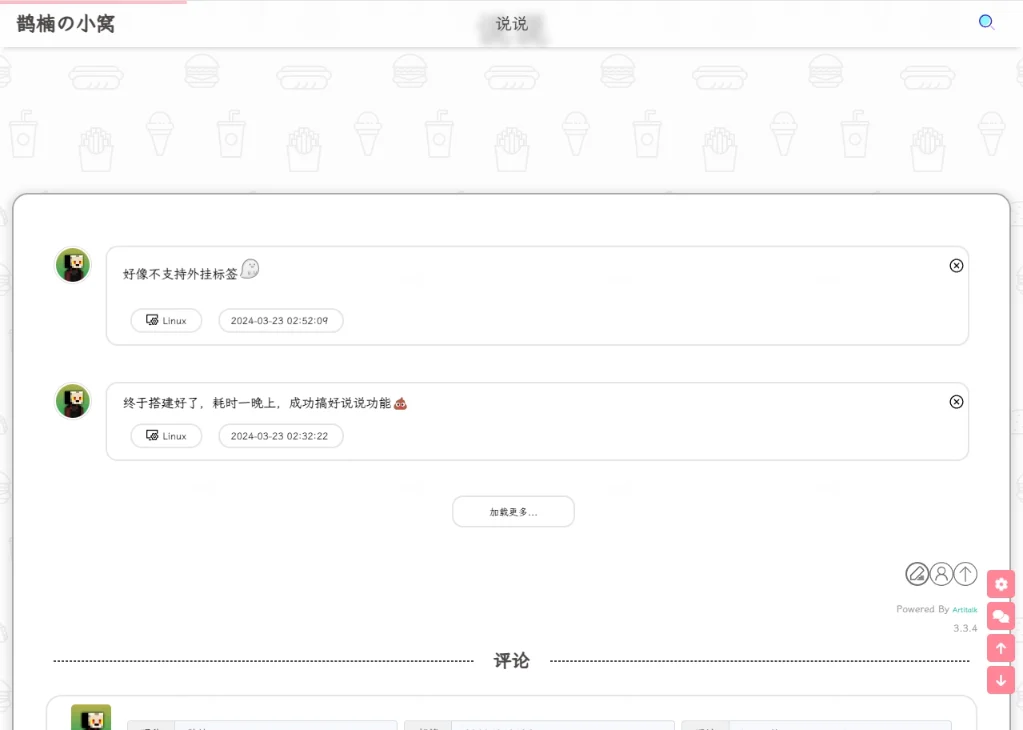 鹊楠の小窝
说说
好像不支持外挂标签
Linux
2024-03-23 02:52:09
终于搭建好了，耗时一晚上，成功搞好说说功能💩
Linux
2024-03-23 02:32:22
加载更多...
Powered By Artitalk
3.3.4
评论